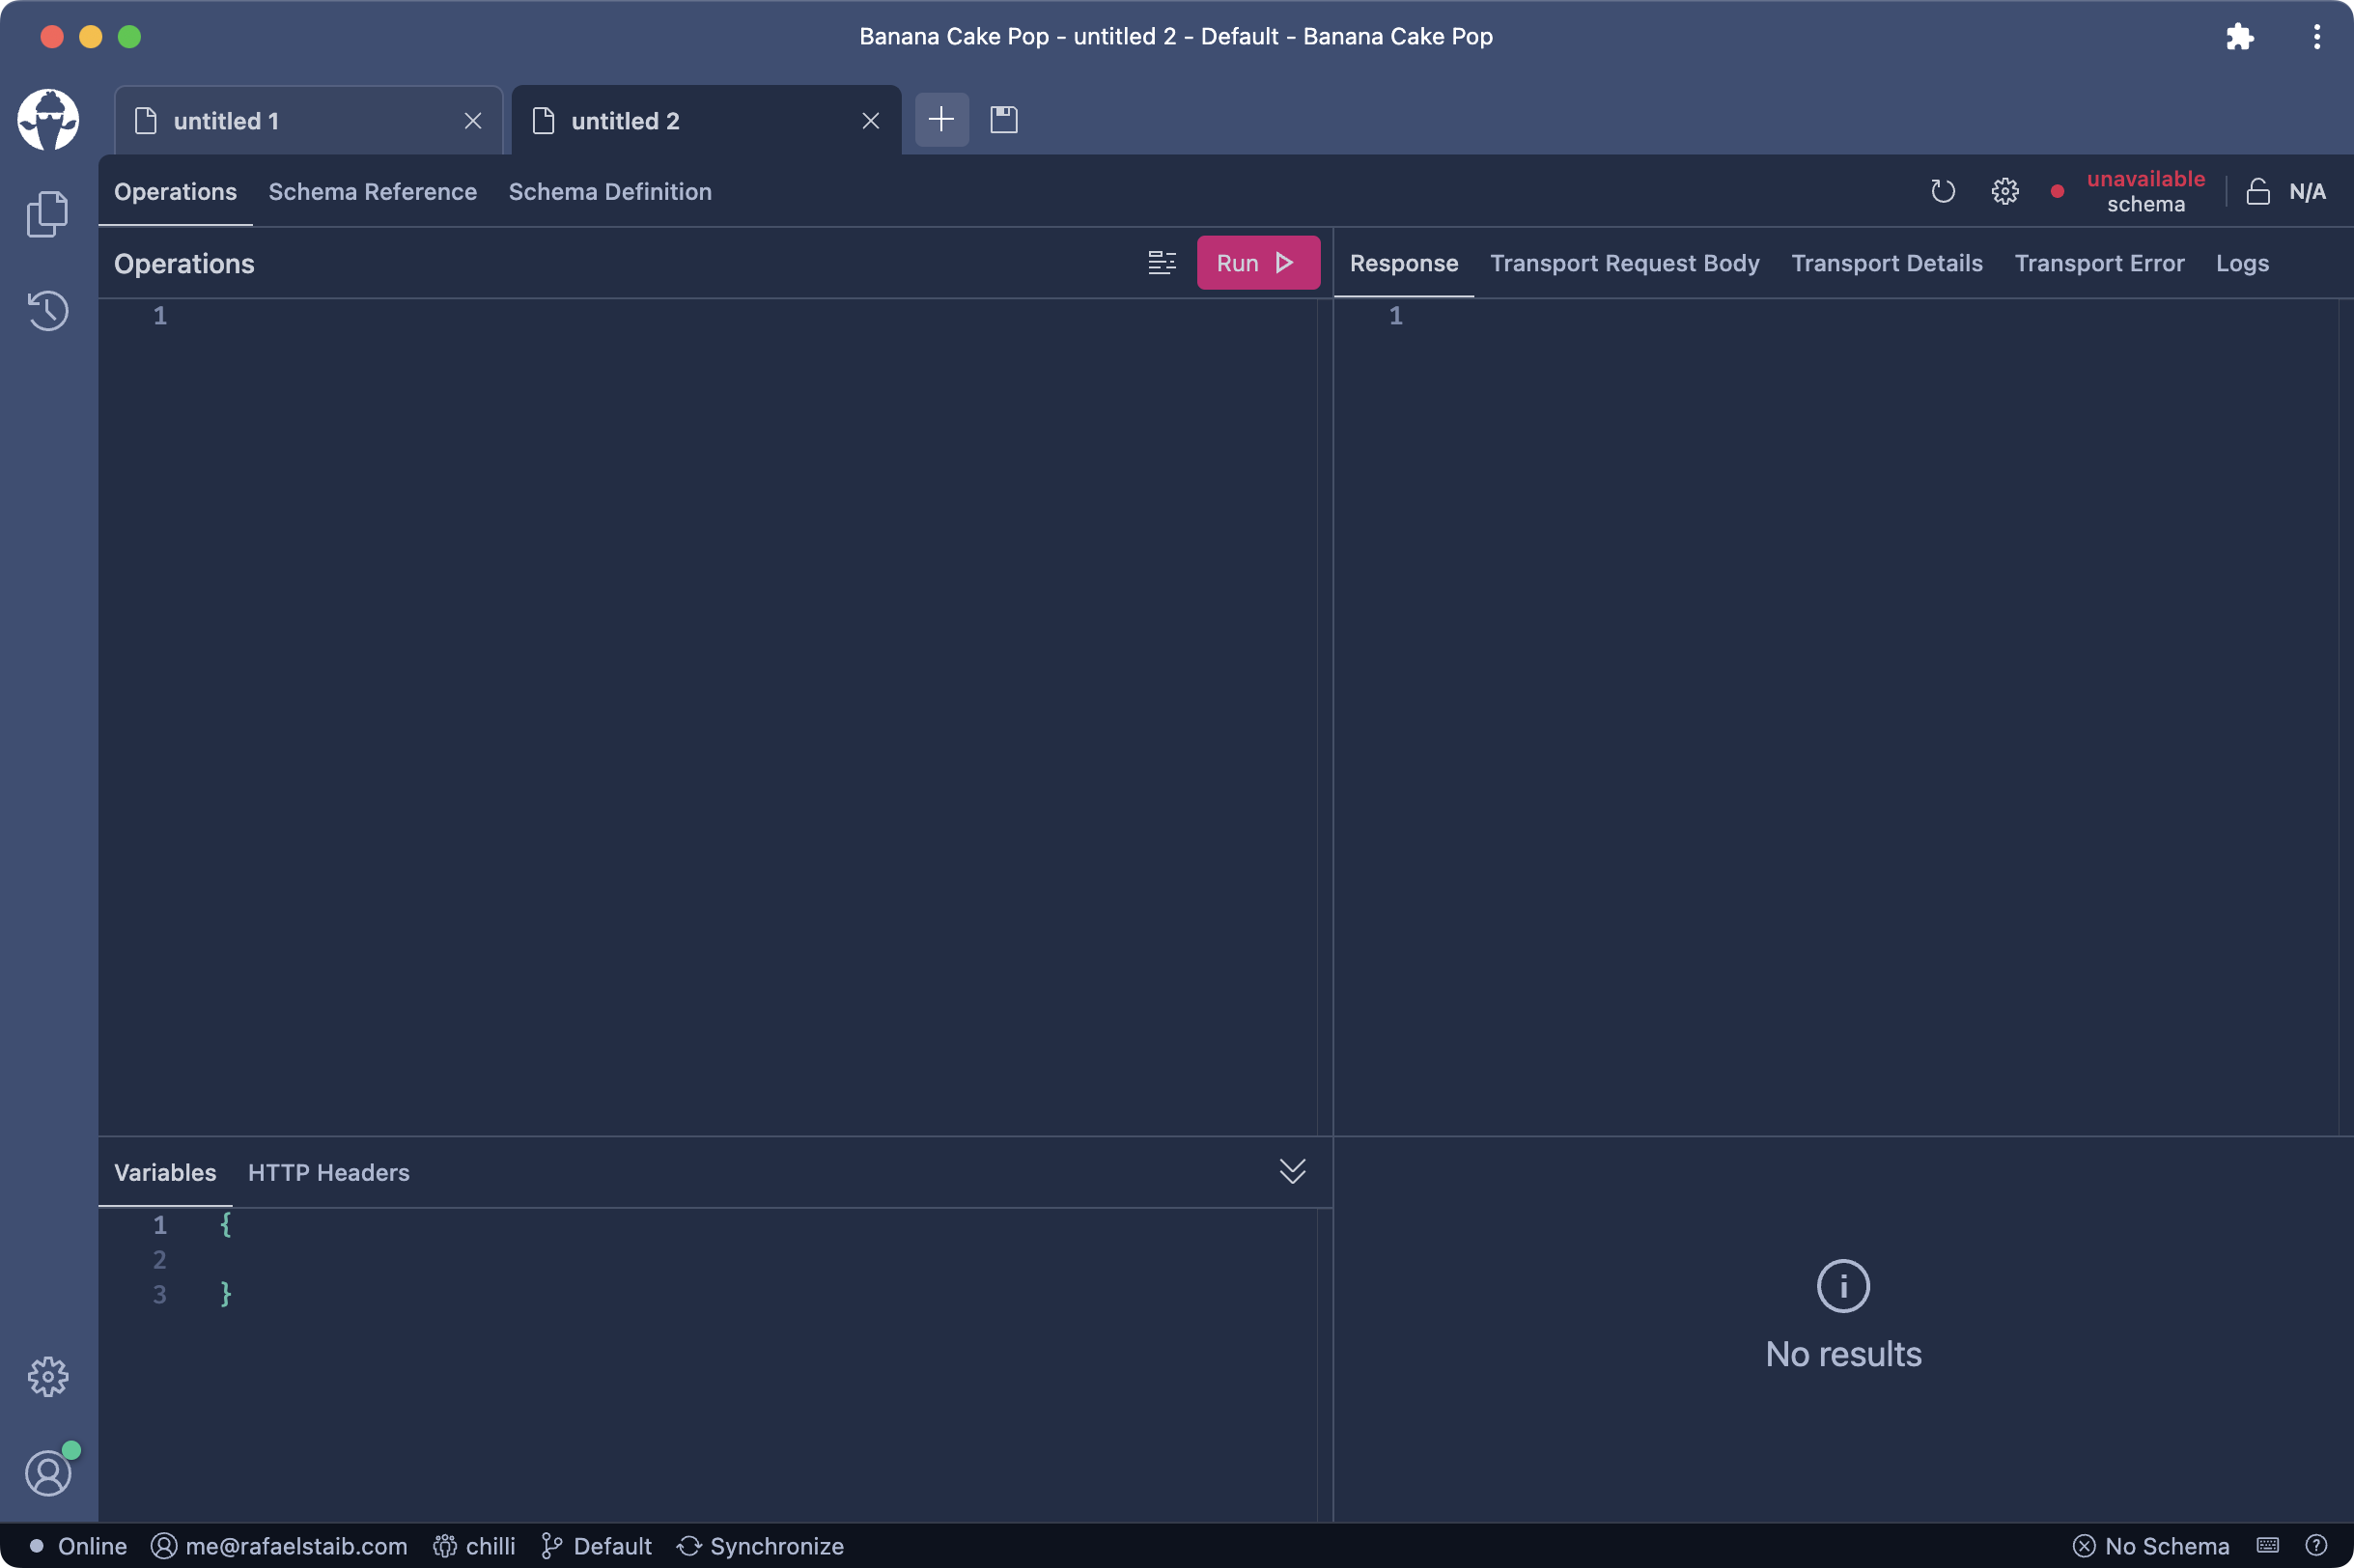 Banana Cake Pop - untitled 2 - Default - Banana Cake Pop
untitled 1
untitled 2
Operations
Schema Reference
Schema Definition
unavailable
schema
N/A
Operations
Run
Response
Transport Request Body
Transport Details
Transport Error
Logs
1
1
Variables
HTTP Headers
1 {
2
3 }
No results
Online
me@rafaelstaib.com
chilli
Default
Synchronize
No Schema